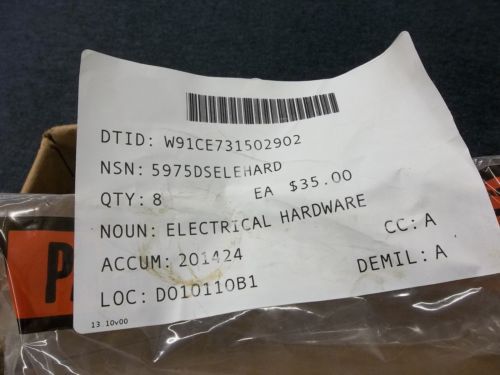 DTID: W91CE731502902
NSN: 5975DSELEHARD
QTY: 8 EA $35.00
NOUN: ELECTRICAL HARDWARE
ACCUM: 201424 CC: A
LOC: D010110B1 DEMIL: A
13 10v00